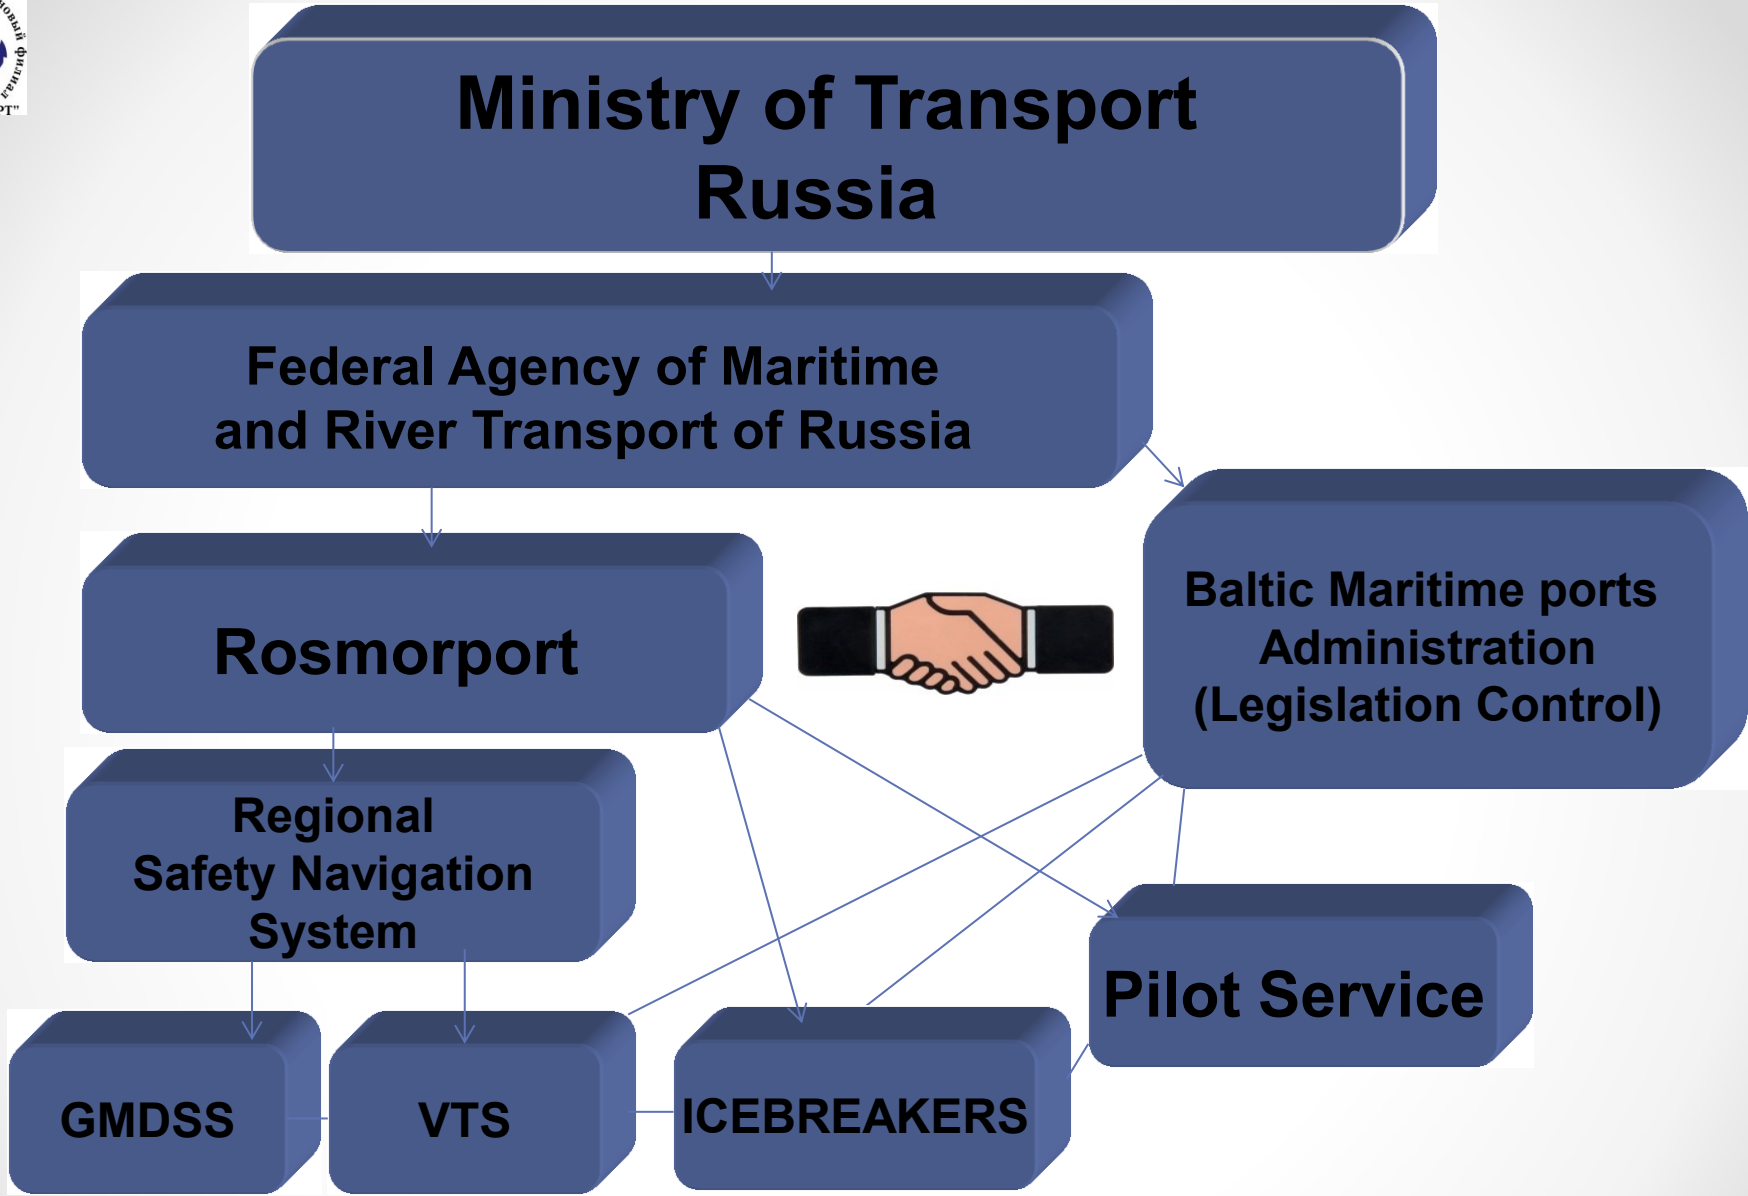 филиал
Ministry of Transport
Russia
Federal Agency of Maritime
and River Transport of Russia
Rosmorport
Baltic Maritime ports
Administration
(Legislation Control)
Regional
Safety Navigation
System
Pilot Service
GMDSS
VTS
ICEBREAKERS